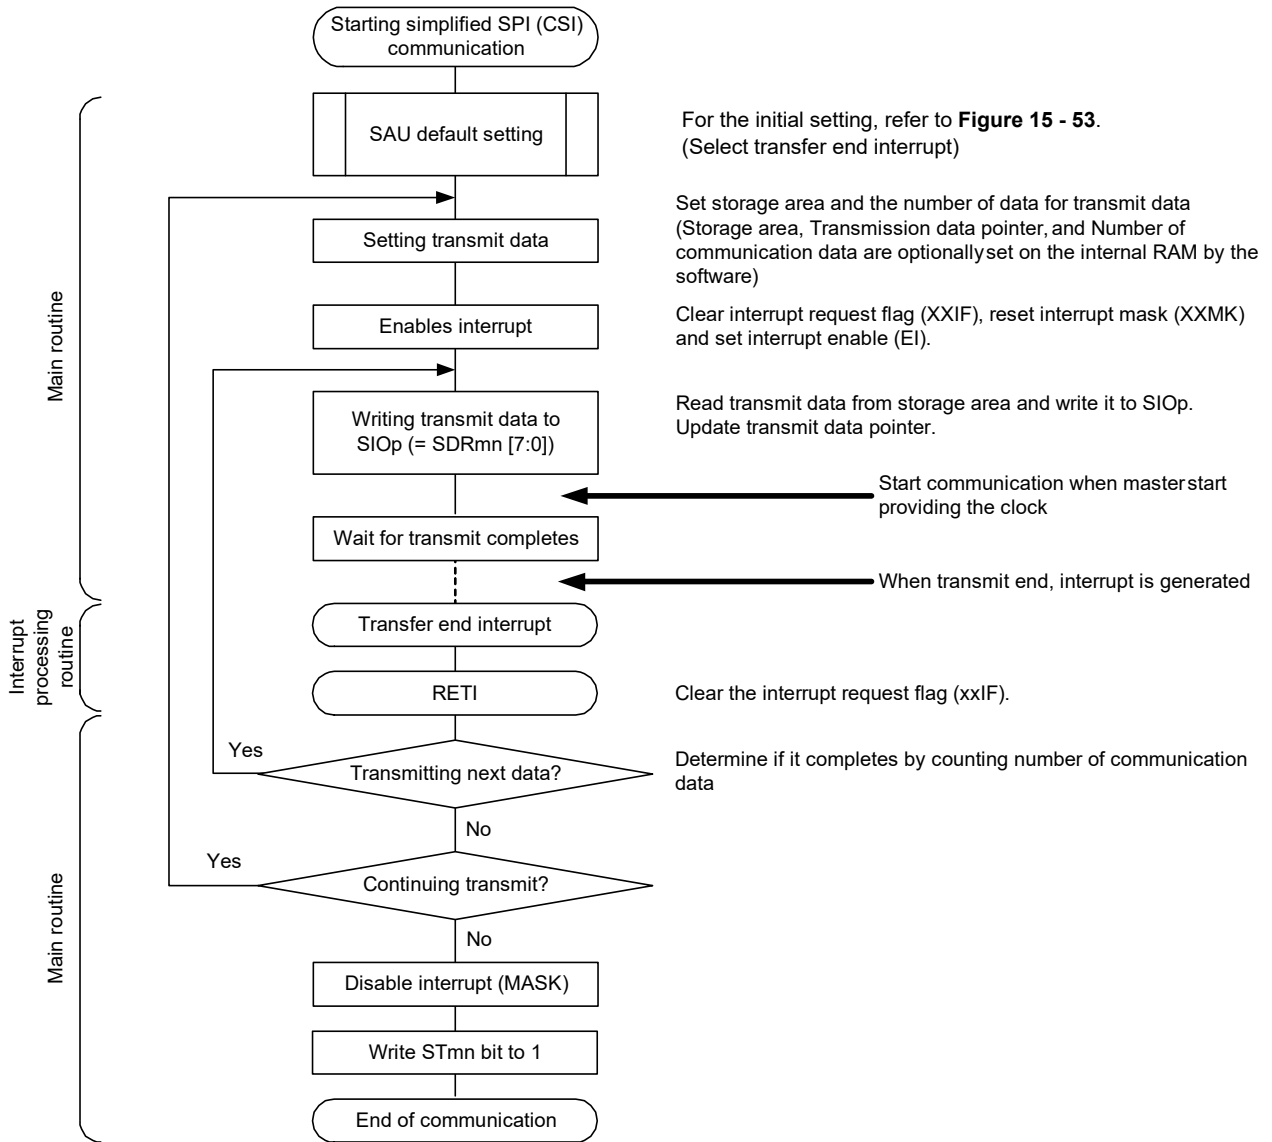 Starting simplified SPI (CSI)
communication
SAU default setting
For the initial setting, refer to Figure 15 - 53.
(Select transfer end interrupt)
Setting transmit data
Set storage area and the number of data for transmit data
(Storage area, Transmission data pointer, and Number of
communication data are optionallyset on the internal RAM by the
software)
Main routine
Enables interrupt
Clear interrupt request flag (XXIF), reset interrupt mask (XXMK)
and set interrupt enable (EI).
Writing transmit data to
SIOp (= SDRmn [7:0])
Read transmit data from storage area and write it to SIOp.
Update transmit data pointer.
Start communication when masterstart
providing the clock
Wait for transmit completes
When transmit end, interrupt is generated
Interrupt
processing
routine
Transfer end interrupt
RETI
Clear the interrupt request flag (xxIF).
Yes
Transmitting next data?
Determine if it completes by counting number of communication
data
No
Yes
Continuing transmit?
No
Main routine
Disable interrupt (MASK)
Write STmn bit to 1
End of communication